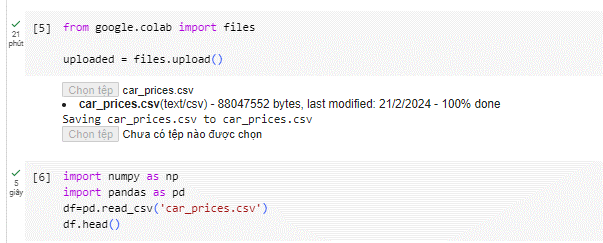 [5] from google.colab import files
21
phút
uploaded = files.upload()
Chọn tệp car_prices.csv
• car_prices.csv(text/csv) - 88047552 bytes, last modified: 21/2/2024 - 100% done
Saving car_prices.csv to car_prices.csv
Chọn tệp Chưa có tệp nào được chọn
[6] import numpy as np
5
giây
import pandas as pd
df=pd.read_csv('car_prices.csv')
df.head()